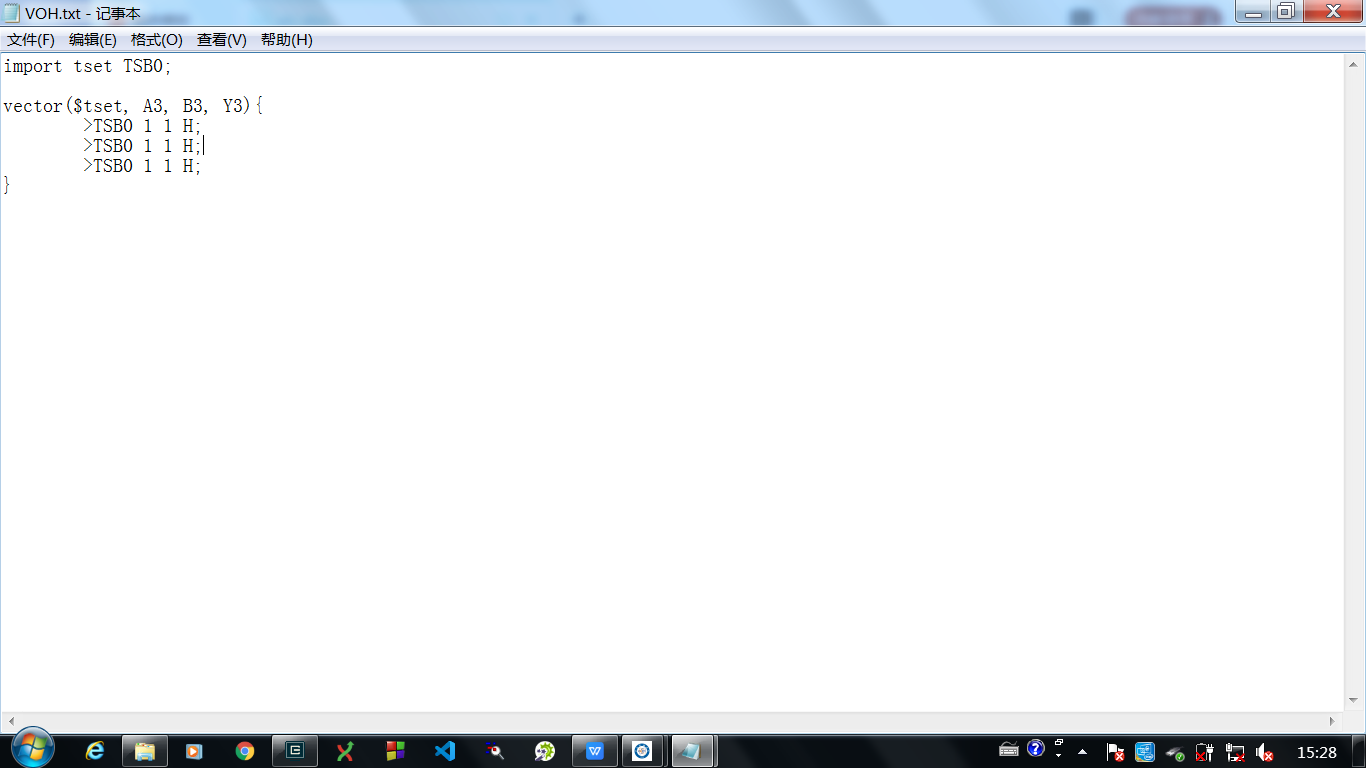 VOH.txt - 记事本
文件(F) 编辑(E) 格式(O) 查看(V) 帮助(H)
import tset TSB0;
vector($tset, A3, B3, Y3){
>TSB0 1 1 H;
>TSB0 1 1 H;
>TSB0 1 1 H;
}
15:28